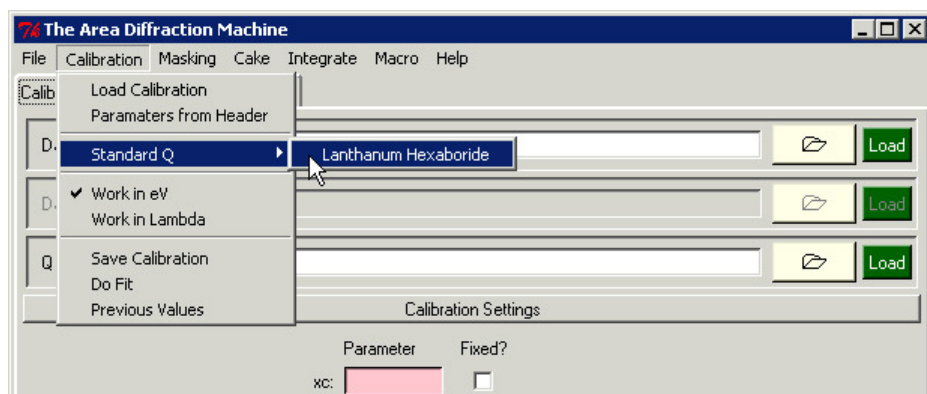 The Area Diffraction Machine
File Calibration Masking Cake Integrate Macro Help
Calib
Load Calibration
Paramaters from Header
D.
Standard Q
Lanthanum Hexaboride
Load
Work in eV
D.
Load
Work in Lambda
Save Calibration
Q
Load
Do Fit
Previous Values
Calibration Settings
Parameter Fixed?
xc: